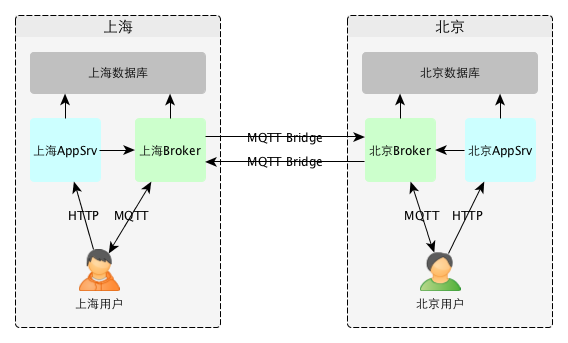 上海
北京
上海数据库
北京数据库
上海AppSrv
上海Broker
MQTT Bridge
MQTT Bridge
北京Broker
北京AppSrv
HTTP
MQTT
MQTT
HTTP
上海用户
北京用户